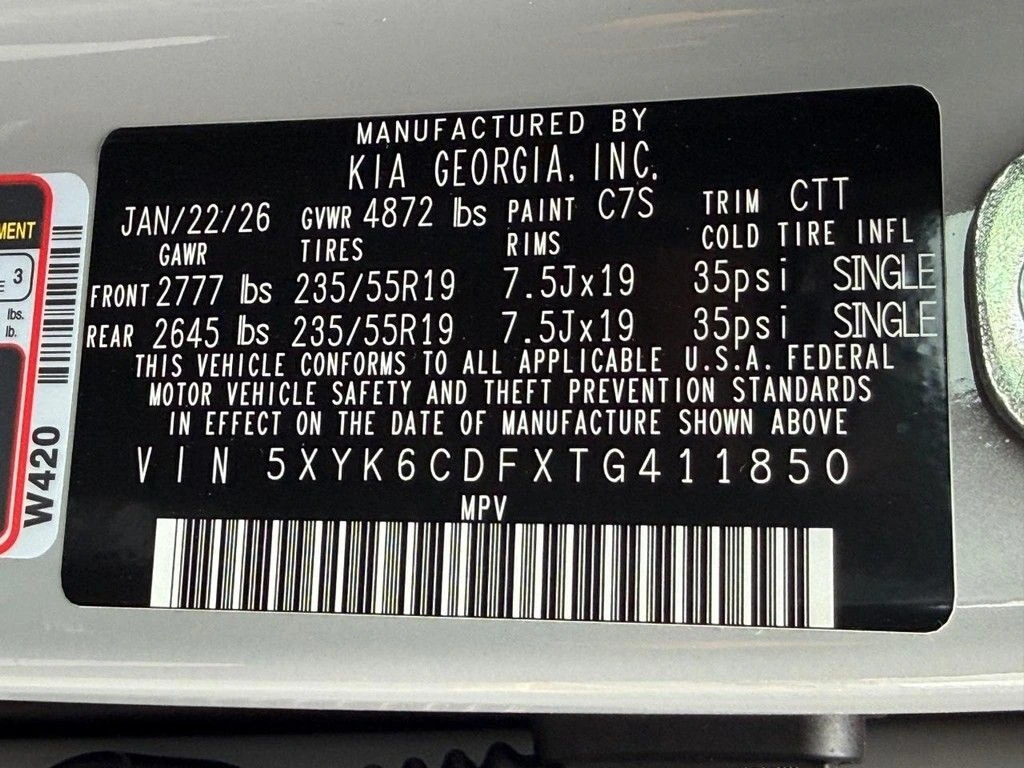 MANUFACTURED BY
KIA GEORGIA, INC.
JAN/22/26 GVWR 4872 lbs PAINT C7S TRIM CTT
GAWR TIRES RIMS COLD TIRE INFL
FRONT 2777 lbs 235/55R19 7.5Jx19 35psi SINGLE
REAR 2645 lbs 235/55R19 7.5Jx19 35psi SINGLE
THIS VEHICLE CONFORMS TO ALL APPLICABLE U.S.A. FEDERAL
MOTOR VEHICLE SAFETY AND THEFT PREVENTION STANDARDS
IN EFFECT ON THE DATE OF MANUFACTURE SHOWN ABOVE
VIN 5XYK6CDFXTG411850
MPV
3
lbs.
lb.
W420